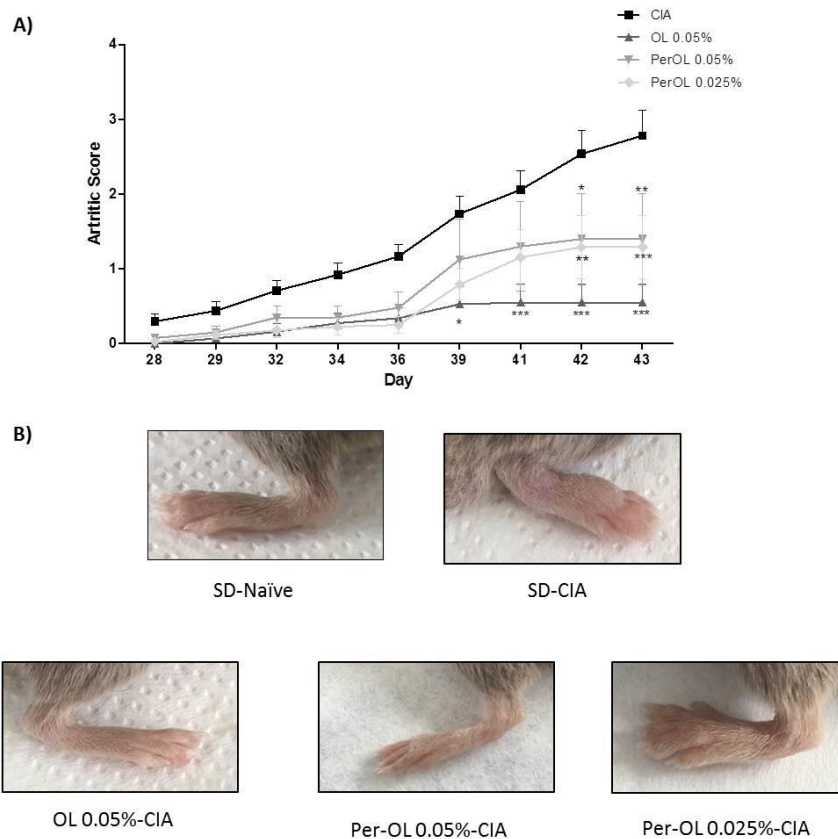 A)
CIA
OL 0.05%
PerOL 0.05%
PerOL 0.025%
Artritic Score
4
3
2
1
0
* **
** ***
* *** *** ***
28 29 32 34 36 39 41 42 43
Day
B)
SD-Naïve SD-CIA
OL 0.05%-CIA Per-OL 0.05%-CIA Per-OL 0.025%-CIA